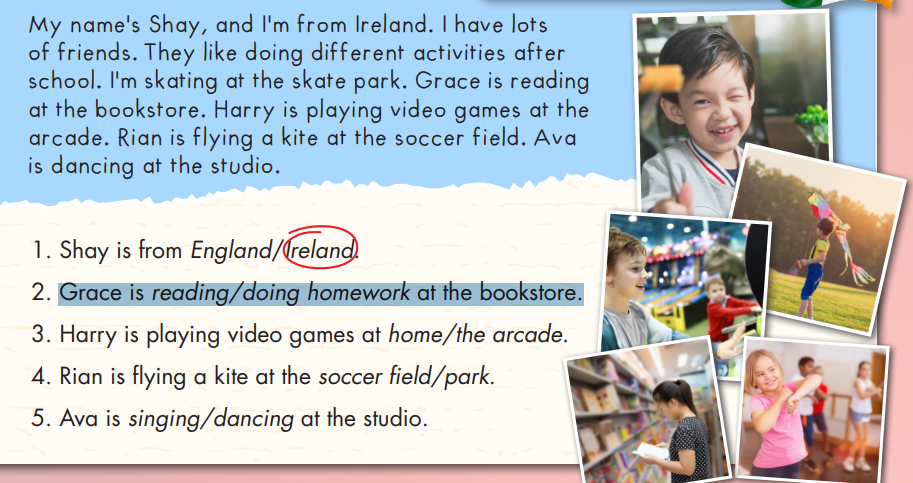 My name's Shay, and I'm from Ireland. I have lots
of friends. They like doing different activities after
school. I'm skating at the skate park. Grace is reading
at the bookstore. Harry is playing video games at the
arcade. Rian is flying a kite at the soccer field. Ava
is dancing at the studio.
1. Shay is from England/Ireland.
2. Grace is reading/doing homework at the bookstore.
3. Harry is playing video games at home/the arcade.
4. Rian is flying a kite at the soccer field/park.
5. Ava is singing/dancing at the studio.